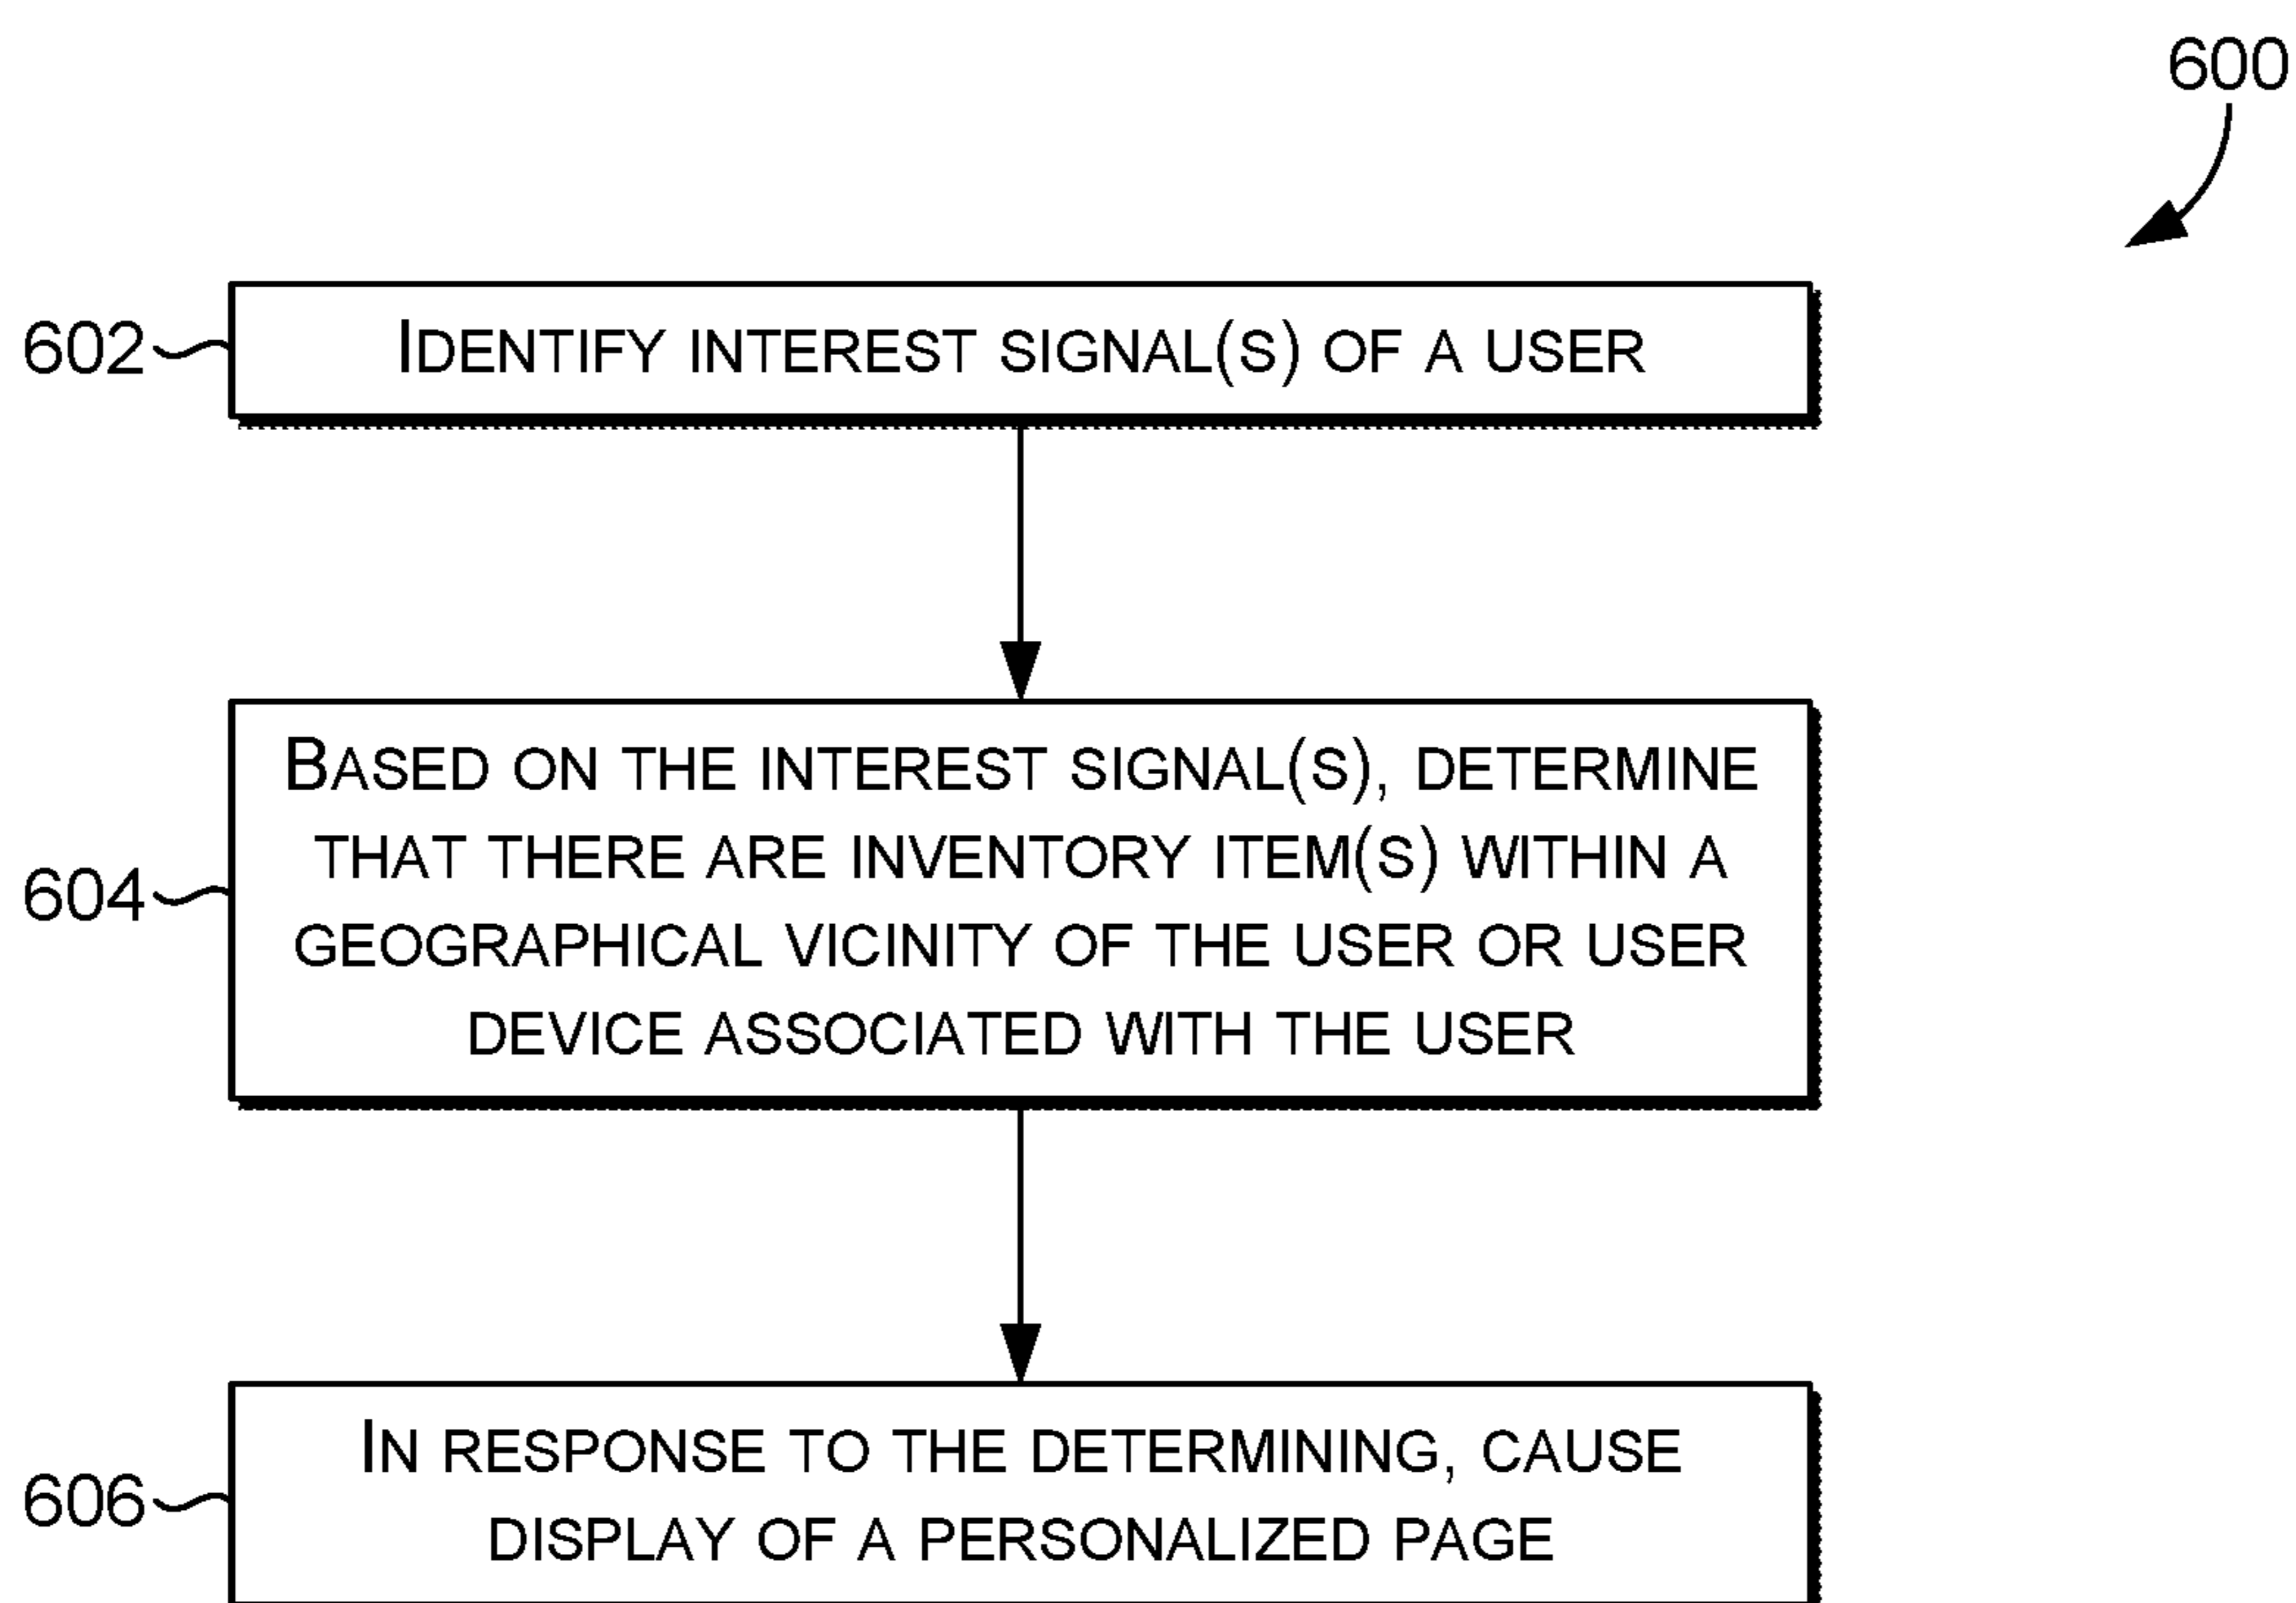 600
602
IDENTIFY INTEREST SIGNAL(S) OF A USER
604
BASED ON THE INTEREST SIGNAL(S), DETERMINE
THAT THERE ARE INVENTORY ITEM(S) WITHIN A
GEOGRAPHICAL VICINITY OF THE USER OR USER
DEVICE ASSOCIATED WITH THE USER
606
IN RESPONSE TO THE DETERMINING, CAUSE
DISPLAY OF A PERSONALIZED PAGE